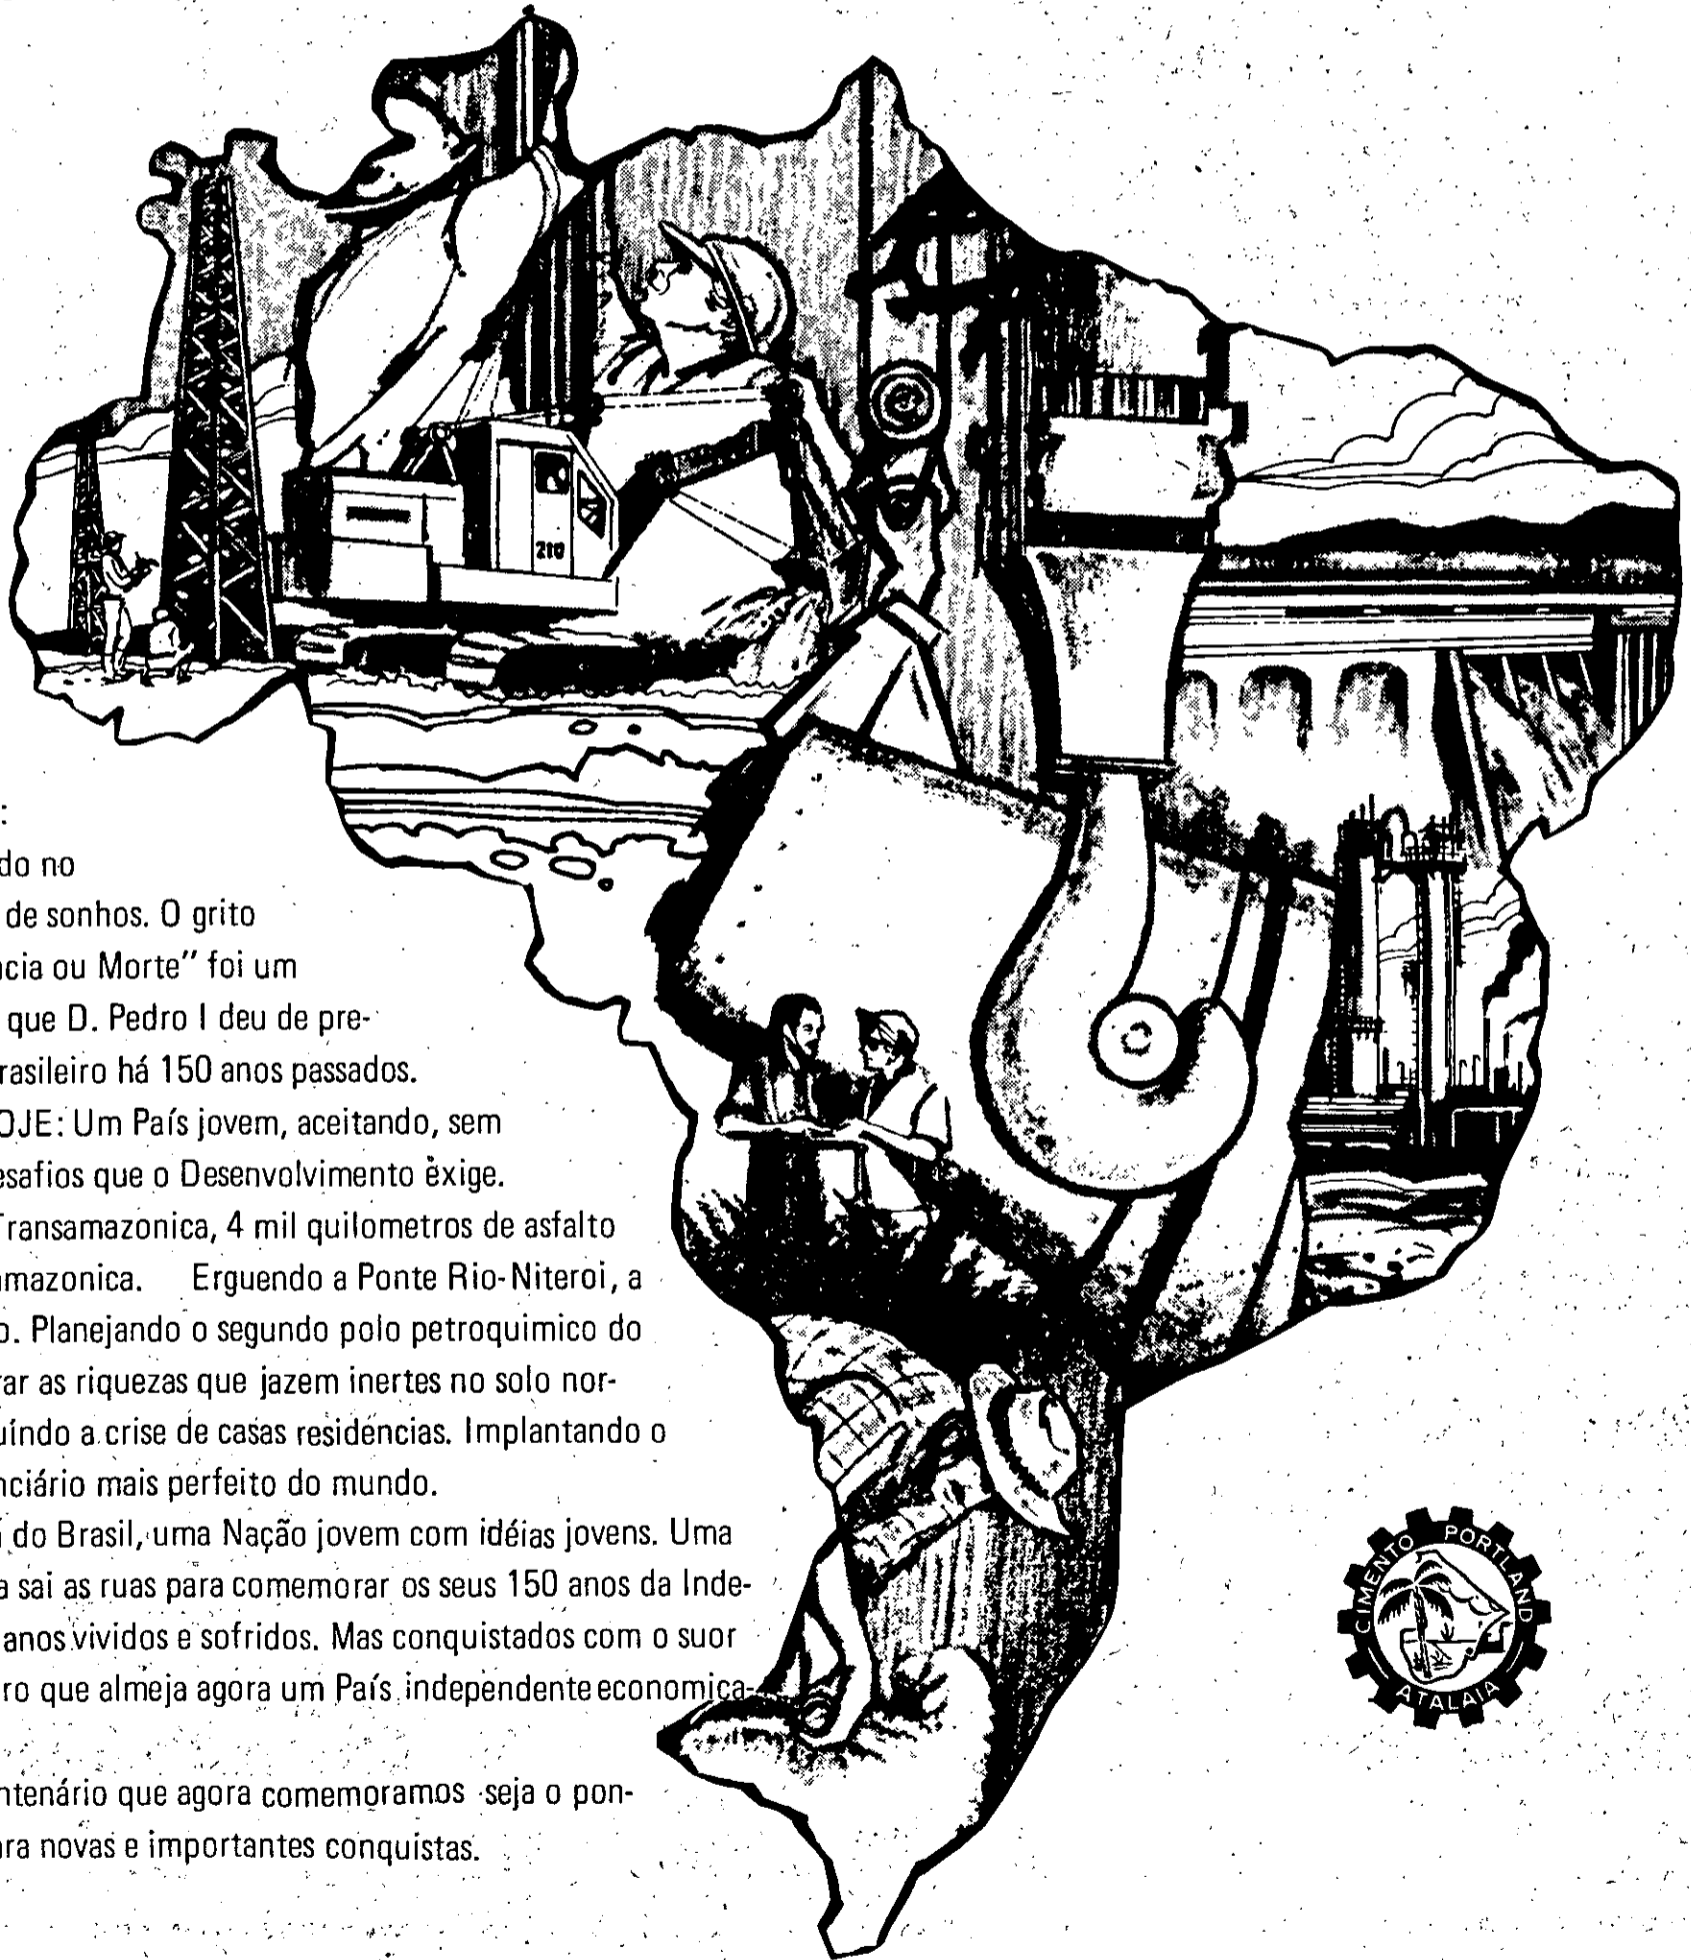 :
do no
de sonhos. O grito
ncia ou Morte" foi um
que D. Pedro I deu de pre-
rasileiro há 150 anos passados.
OJE: Um País jovem, aceitando, sem
esafios que o Desenvolvimento exige.
Transamazonica, 4 mil quilometros de asfalto
amazonica. Erguendo a Ponte Rio-Niteroi, a
o. Planejando o segundo polo petroquimico do
rar as riquezas que jazem inertes no solo nor-
uindo a crise de casas residências. Implantando o
nciário mais perfeito do mundo.
i do Brasil, uma Nação jovem com idéias jovens. Uma
a sai as ruas para comemorar os seus 150 anos da Inde-
anos vividos e sofridos. Mas conquistados com o suor
ro que almeja agora um País independente economica-
ntenário que agora comemoramos seja o pon-
ara novas e importantes conquistas.
210
CIMENTO PORTLAND
ATALAIA